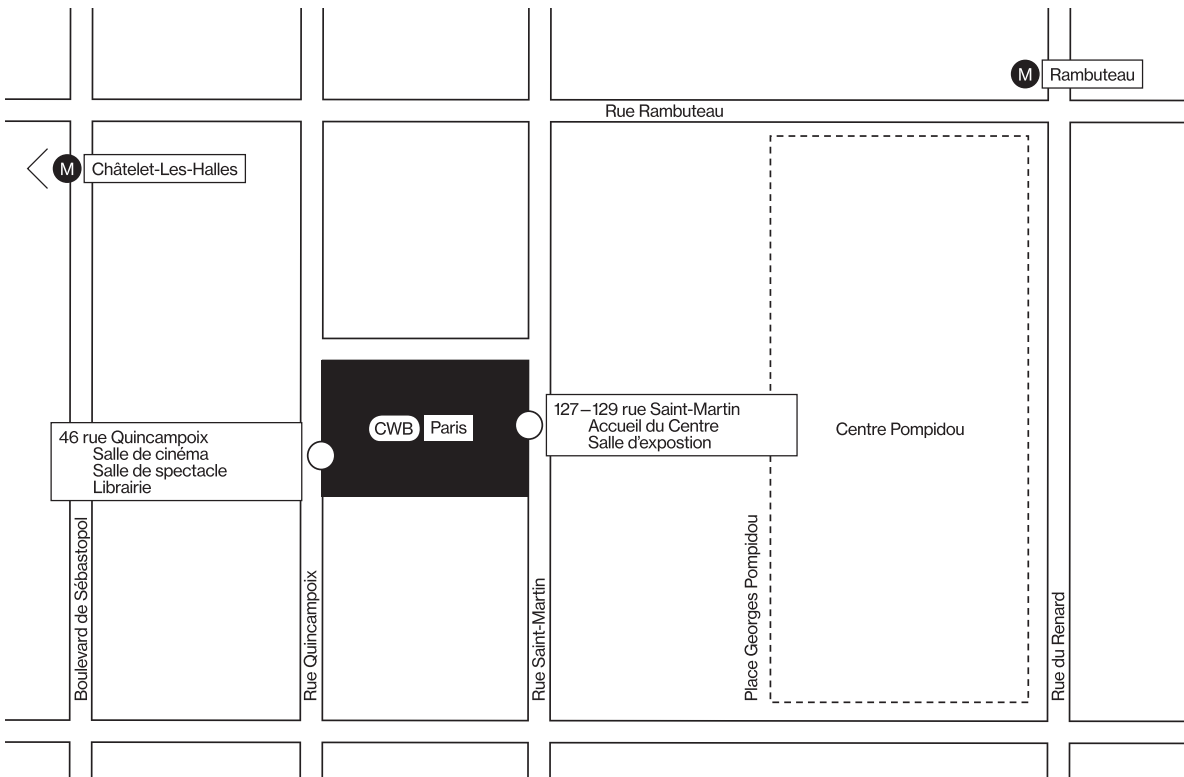 M Rambuteau
Rue Rambuteau
M Châtelet-Les-Halles
127–129 rue Saint-Martin
Accueil du Centre
Salle d'expostion
CWB Paris
Centre Pompidou
46 rue Quincampoix
Salle de cinéma
Salle de spectacle
Librairie
Boulevard de Sébastopol
Rue Quincampoix
Rue Saint-Martin
Place Georges Pompidou
Rue du Renard